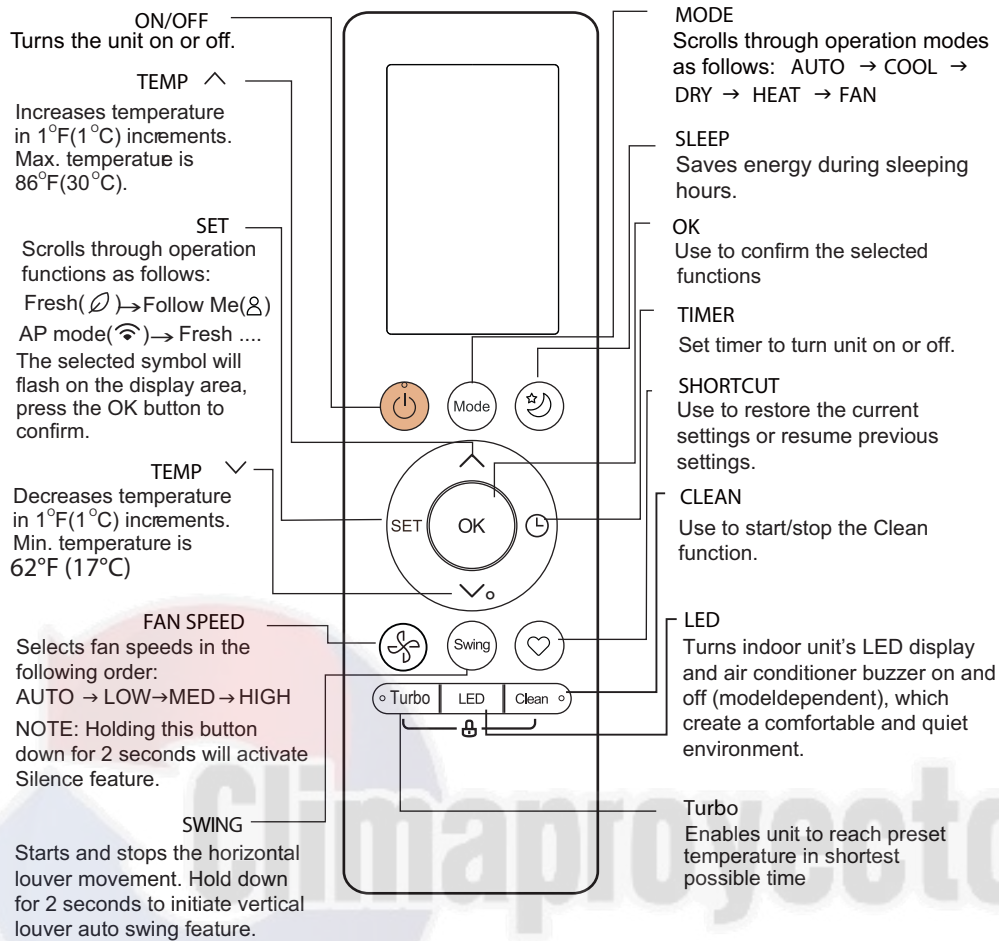 ON/OFF
Turns the unit on or off.
TEMP
Increases temperature
in 1°F(1°C) increments.
Max. temperature is
86°F(30°C).
SET
Scrolls through operation
functions as follows:
Fresh( )→Follow Me( )
AP mode( )→ Fresh ....
The selected symbol will
flash on the display area,
press the OK button to
confirm.
TEMP
Decreases temperature
in 1°F(1°C) increments.
Min. temperature is
62°F (17°C)
FAN SPEED
Selects fan speeds in the
following order:
AUTO → LOW→MED→HIGH
NOTE: Holding this button
down for 2 seconds will activate
Silence feature.
SWING
Starts and stops the horizontal
louver movement. Hold down
for 2 seconds to initiate vertical
louver auto swing feature.
Mode
SET
OK
Swing
Turbo LED Clean
MODE
Scrolls through operation modes
as follows: AUTO → COOL →
DRY → HEAT → FAN
SLEEP
Saves energy during sleeping
hours.
OK
Use to confirm the selected
functions
TIMER
Set timer to turn unit on or off.
SHORTCUT
Use to restore the current
settings or resume previous
settings.
CLEAN
Use to start/stop the Clean
function.
LED
Turns indoor unit's LED display
and air conditioner buzzer on and
off (modeldependent), which
create a comfortable and quiet
environment.
Turbo
Enables unit to reach preset
temperature in shortest
possible time
Climaproyecto